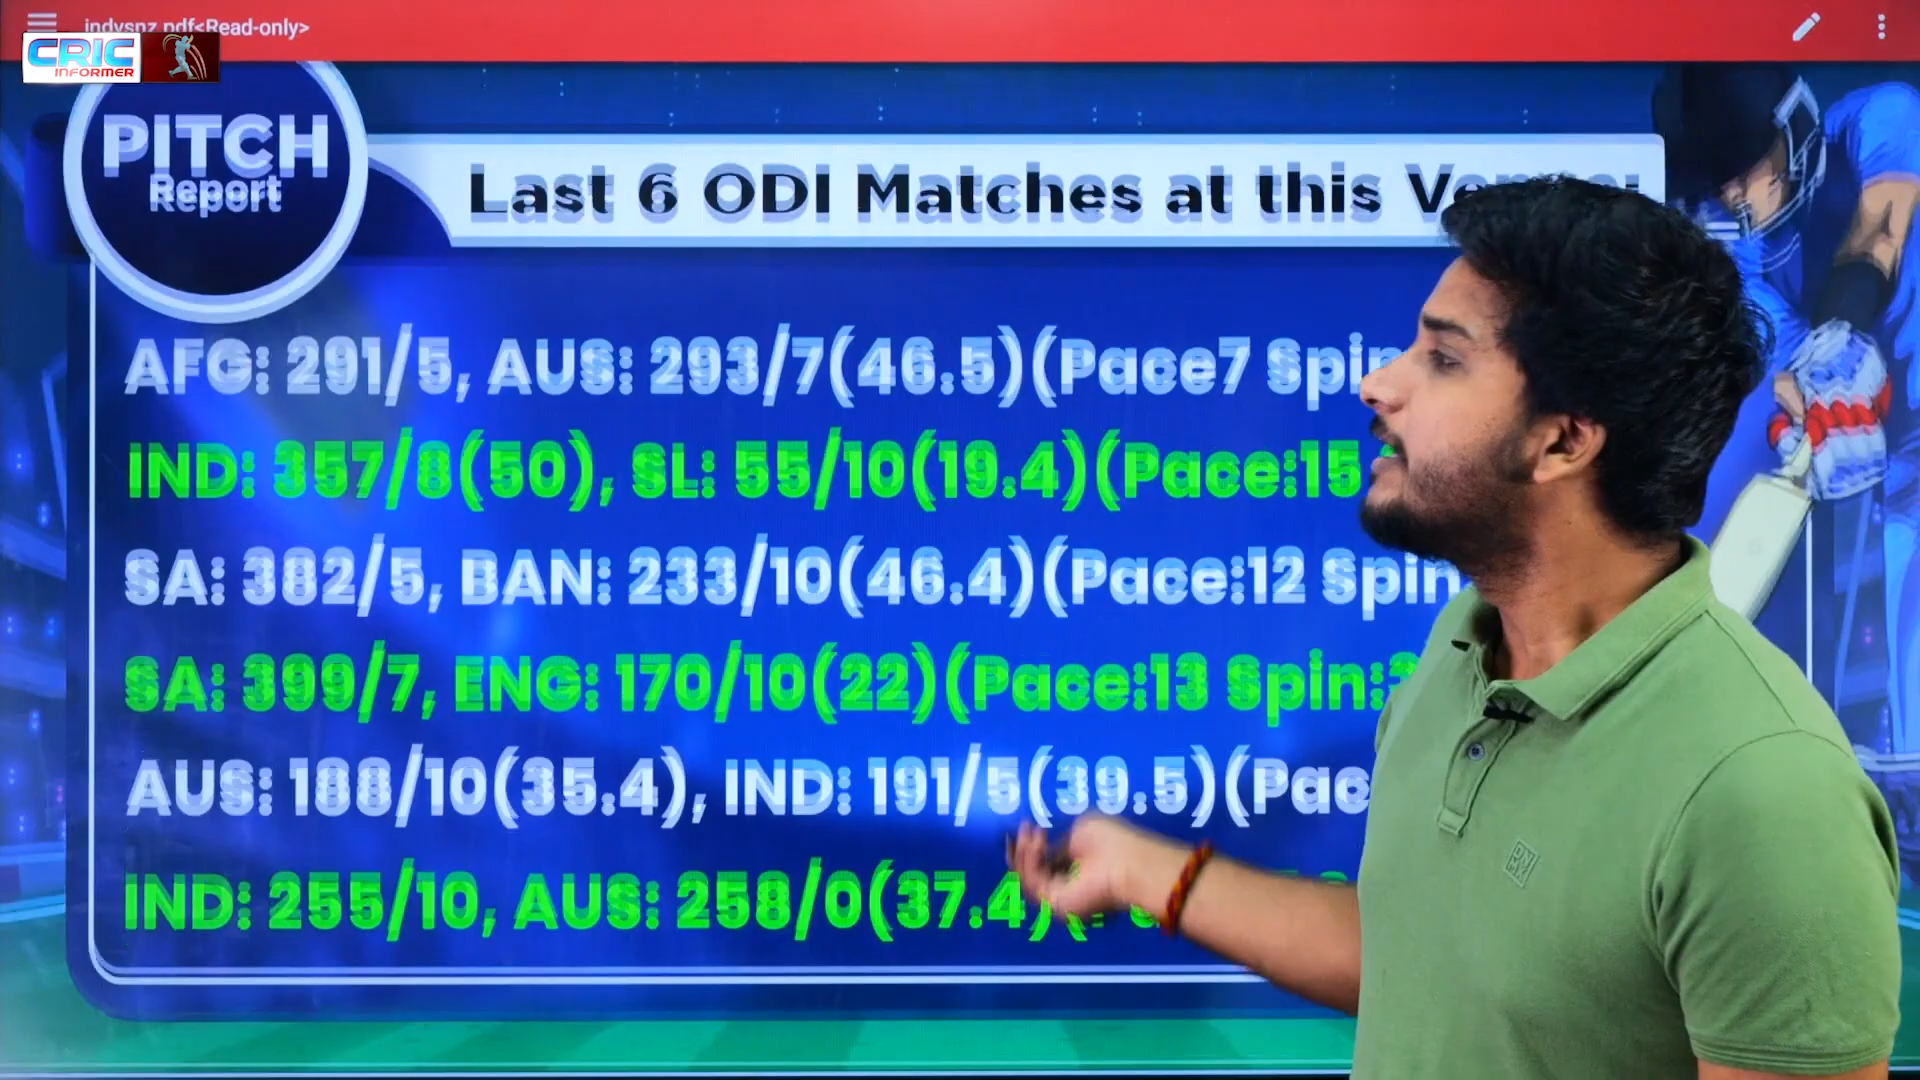 indvsnz.pdf<Read-only>
CRIC
INFORMER
PITCH
Report
Last 6 ODI Matches at this
AFG: 291/5, AUS: 293/7(46.5)(Pace7 Spin
IND: 357/8(50), SL: 55/10(19.4)(Pace:15
SA: 382/5, BAN: 233/10(46.4)(Pace:12 Spin
SA: 399/7, ENG: 170/10(22)(Pace:13 Spin:3
AUS: 188/10(35.4), IND: 191/5(39.5)(Pac
IND: 255/10, AUS: 258/0(37.4)